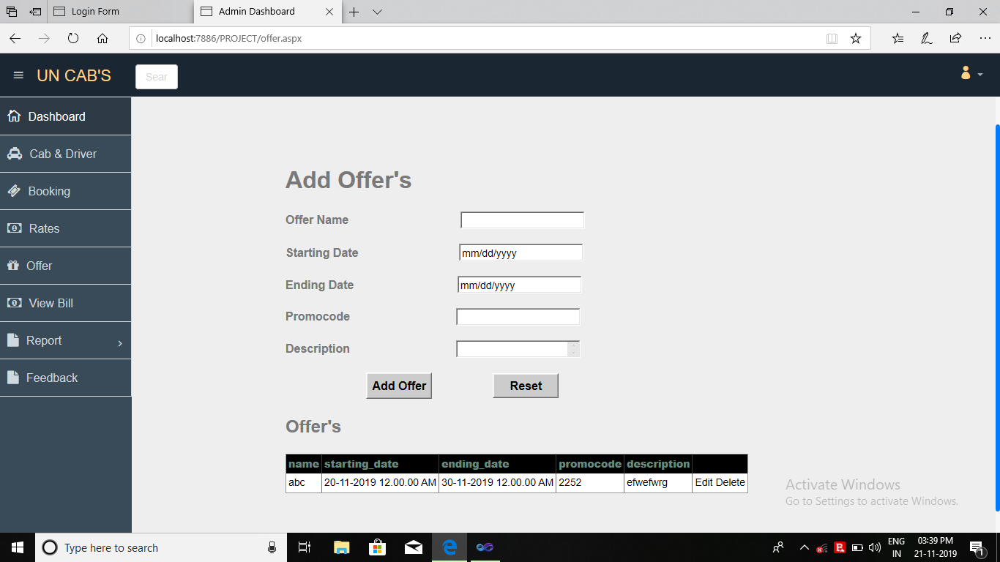 Login Form
Admin Dashboard
localhost:7886/PROJECT/offer.aspx
UN CAB'S
Sear
Dashboard
Cab & Driver
Booking
Rates
Offer
View Bill
Report
Feedback
Add Offer's
Offer Name
Starting Date
mm/dd/yyyy
Ending Date
mm/dd/yyyy
Promocode
Description
Add Offer Reset
Offer's
name starting_date ending_date promocode description
abc 20-11-2019 12.00.00 AM 30-11-2019 12.00.00 AM 2252 efwefwrg Edit Delete
Activate Windows
Go to Settings to activate Windows.
Type here to search
ENG
IN
03:39 PM
21-11-2019
1